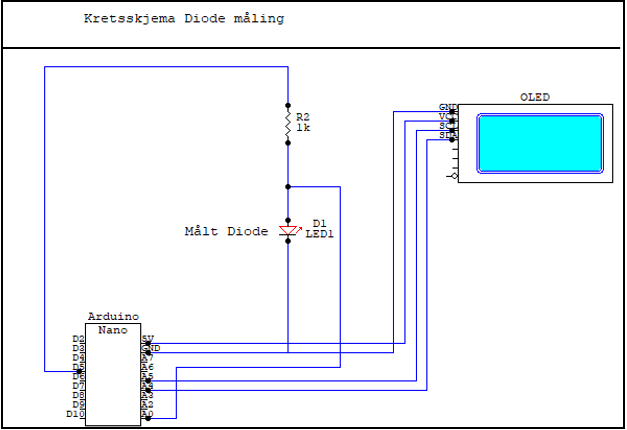 Kretsskjema Diode måling
OLED
GND
VCC
SCL
SDA
R2
1k
D1
Målt Diode
LED1
Arduino
Nano
D2
5V
D3
GND
D4
A7
D5
A6
D6
A5
D7
A4
D8
A3
D9
A2
D10
A0